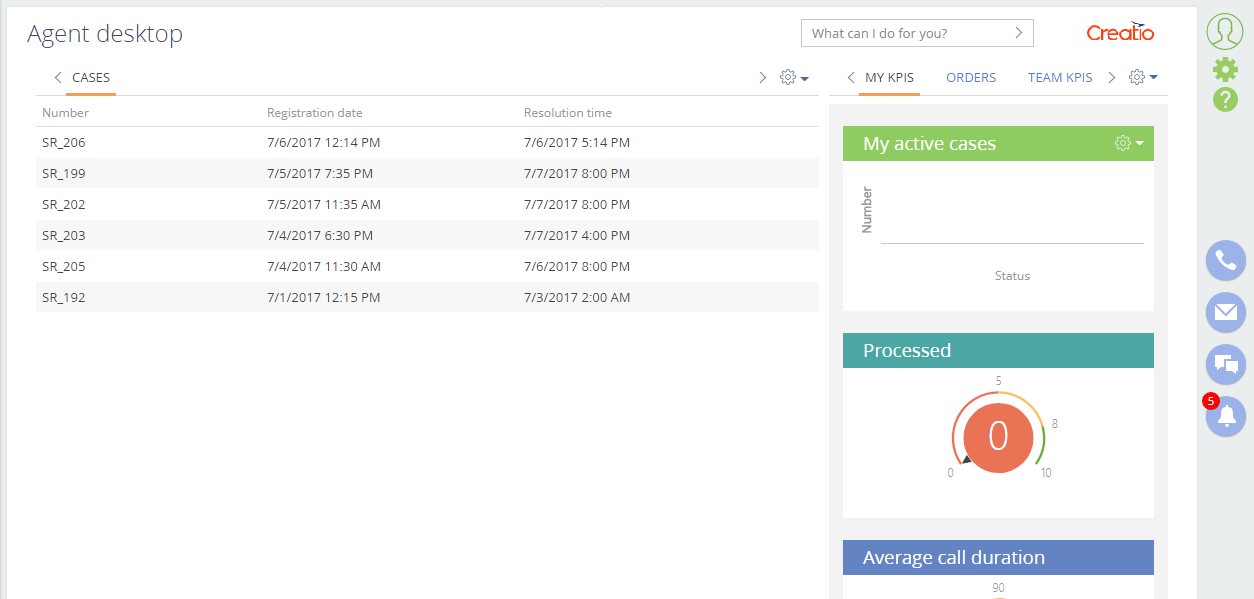 Agent desktop
What can I do for you?
Creatio
CASES
MY KPIS ORDERS TEAM KPIS
Number Registration date Resolution time
SR_206 7/6/2017 12:14 PM 7/6/2017 5:14 PM
SR_199 7/5/2017 7:35 PM 7/7/2017 8:00 PM
SR_202 7/5/2017 11:35 AM 7/7/2017 8:00 PM
SR_203 7/4/2017 6:30 PM 7/7/2017 4:00 PM
SR_205 7/4/2017 11:30 AM 7/6/2017 8:00 PM
SR_192 7/1/2017 12:15 PM 7/3/2017 2:00 AM
My active cases
Number
Status
Processed
5
8
0
0
10
Average call duration
90
?
5